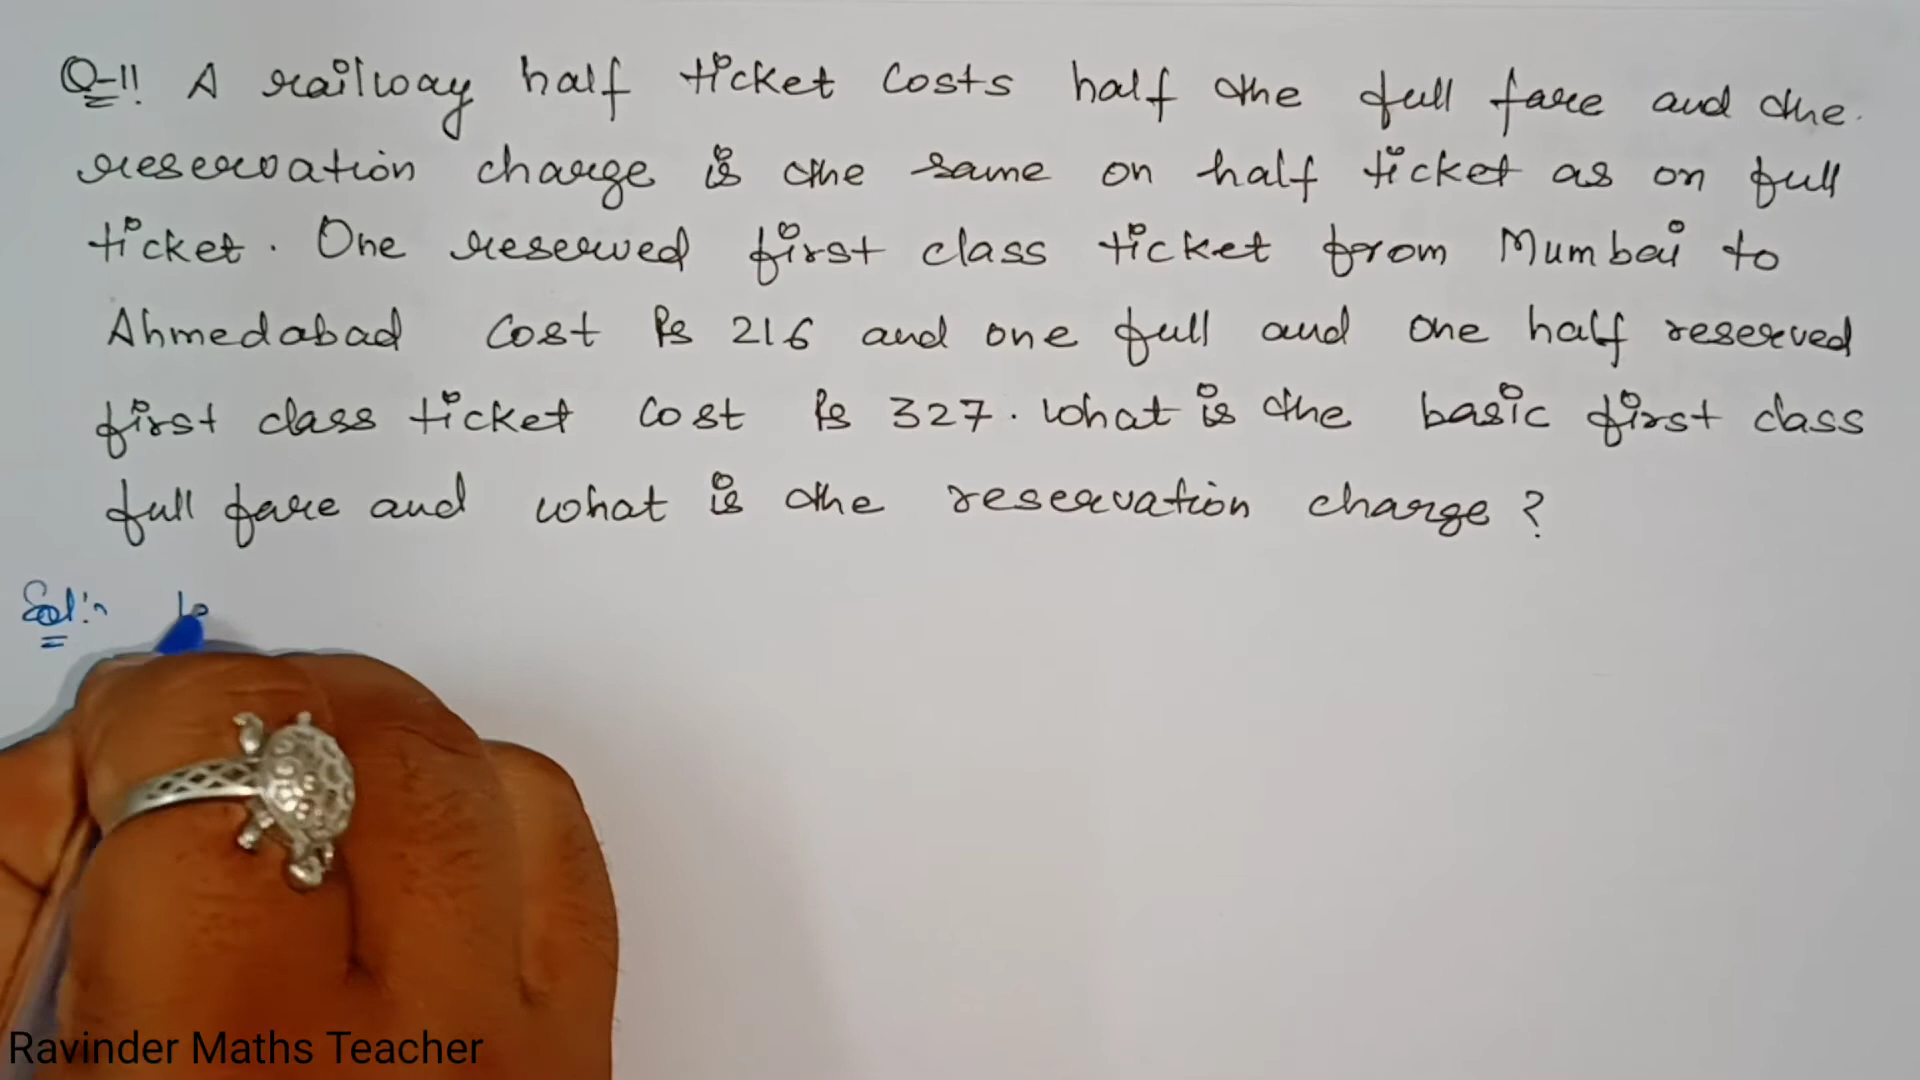 Q-11! A railway half ticket costs half the full fare and the
reservation charge is the same on half ticket as on full
ticket. One reserved first class ticket from Mumbai to
Ahmedabad cost Rs 216 and one full and one half reserved
first class ticket cost Rs 327. what is the basic first class
full fare and what is the reservation charge?
Sol:n le
Ravinder Maths Teacher